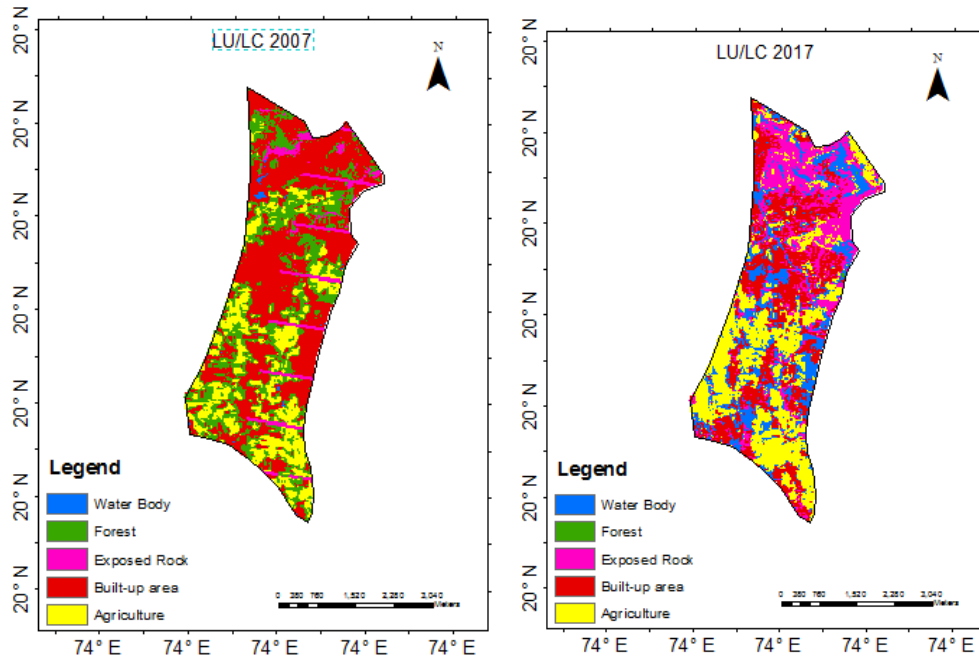 LU/LC 2007
N
20° N
20° N
20° N
20° N
20° N
20° N
20° N
Legend
Water Body
Forest
Exposed Rock
Built-up area
Agriculture
0 380 760 1,520 2,280 3,040
Meters
74° E 74° E 74° E 74° E 74° E
LU/LC 2017
N
20° N
20° N
20° N
20° N
20° N
20° N
20° N
Legend
Water Body
Forest
Exposed Rock
Built-up area
Agriculture
0 380 760 1,520 2,280 3,040
Meters
74° E 74° E 74° E 74° E 74° E